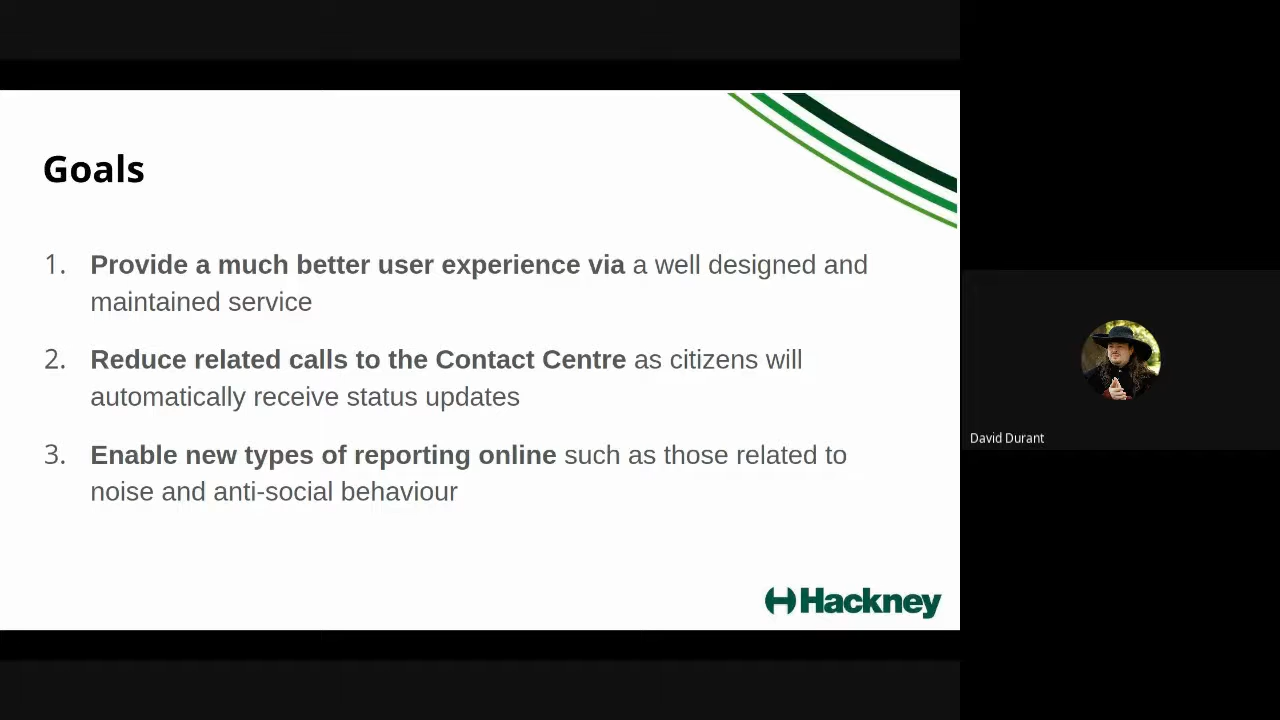 Goals
1. Provide a much better user experience via a well designed and
maintained service
2. Reduce related calls to the Contact Centre as citizens will
automatically receive status updates
3. Enable new types of reporting online such as those related to
noise and anti-social behaviour
Hackney
David Durant